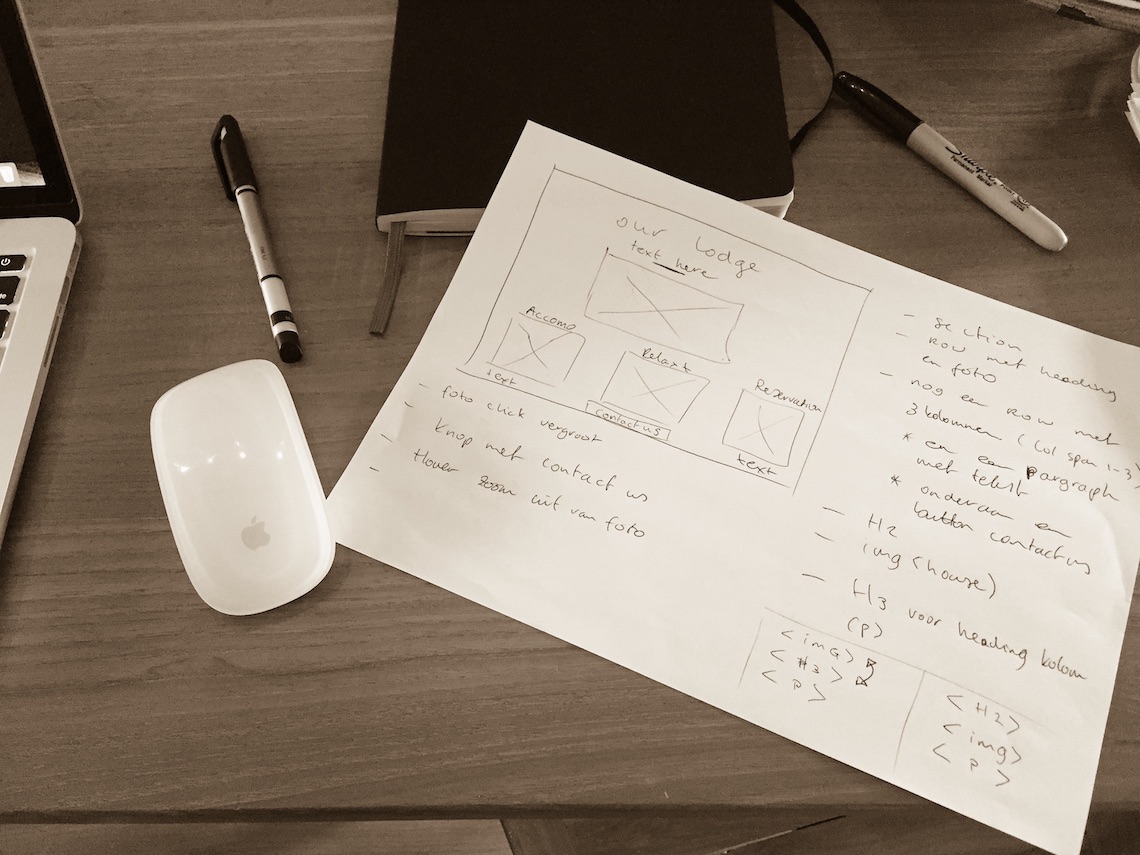 our lodge
text here
Accomo
Relaxt
Reservation
text
contact us
text
- foto click vergroot
- Knop met contact us
- Hover zoom uit van foto
-
- section
- Row met heading
en foto
- nog een row met
3 kolommen (Col span 1-3)
* en een paragraph
met tekst
* onderaan en
button contact us
- H2
- img (house)
- H3 voor heading kolom
(P)
<img>
<H3>
<P>
<H2>
<img>
<P>
Sharpie
Permanent Marker